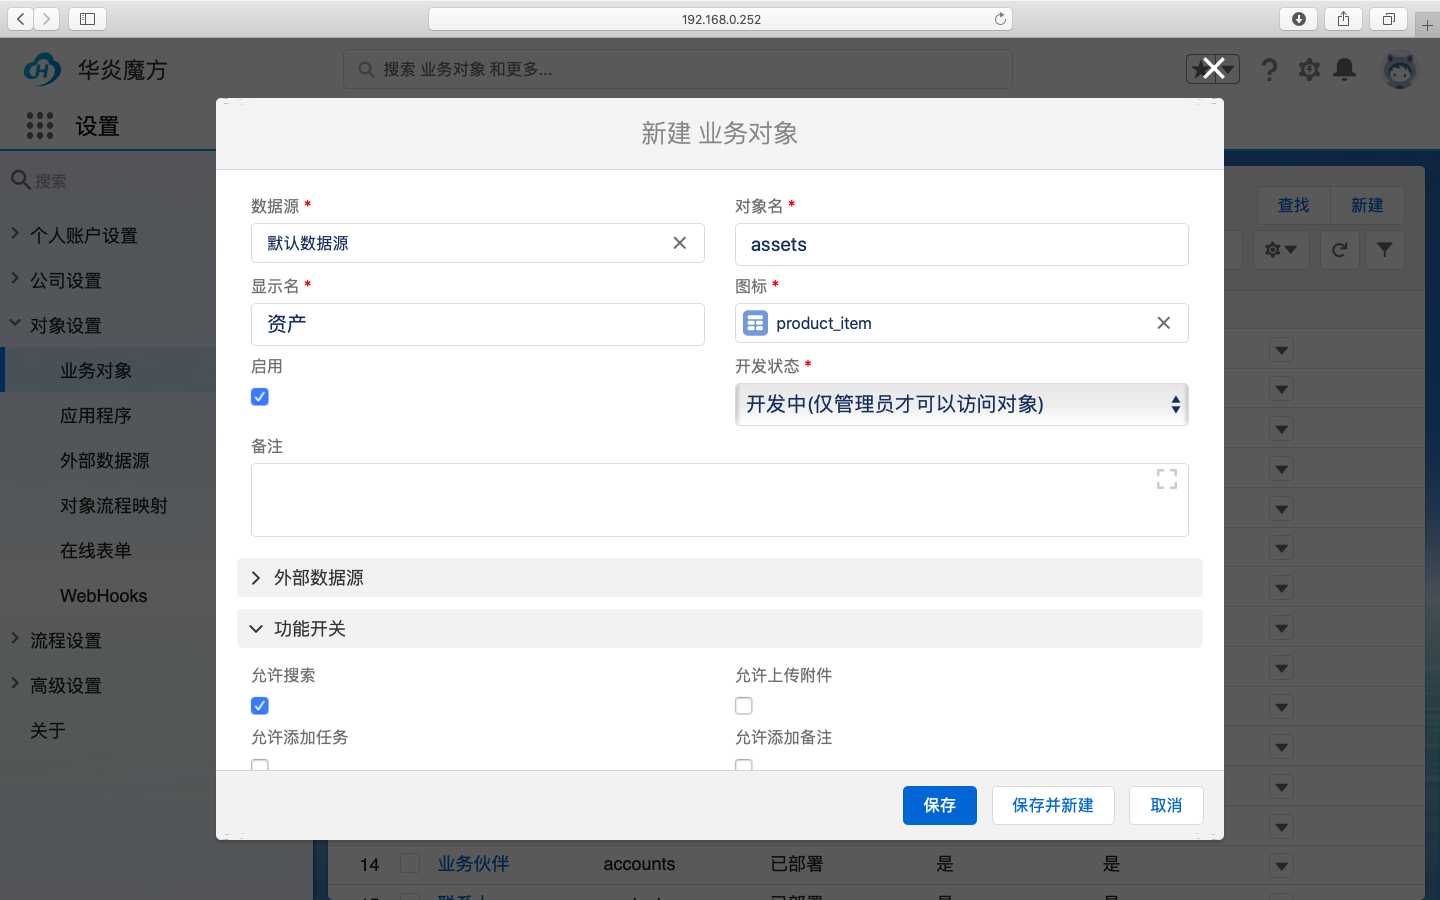 192.168.0.252
华炎魔方
搜索 业务对象 和更多...
设置
搜索
个人账户设置
公司设置
对象设置
业务对象
应用程序
外部数据源
对象流程映射
在线表单
WebHooks
流程设置
高级设置
关于
查找
新建
新建 业务对象
数据源 *
默认数据源
对象名 *
assets
显示名 *
资产
图标 *
product_item
启用
开发状态 *
开发中(仅管理员才可以访问对象)
备注
外部数据源
功能开关
允许搜索
允许上传附件
允许添加任务
允许添加备注
保存
保存并新建
取消
14 业务伙伴 accounts 已部署 是 是